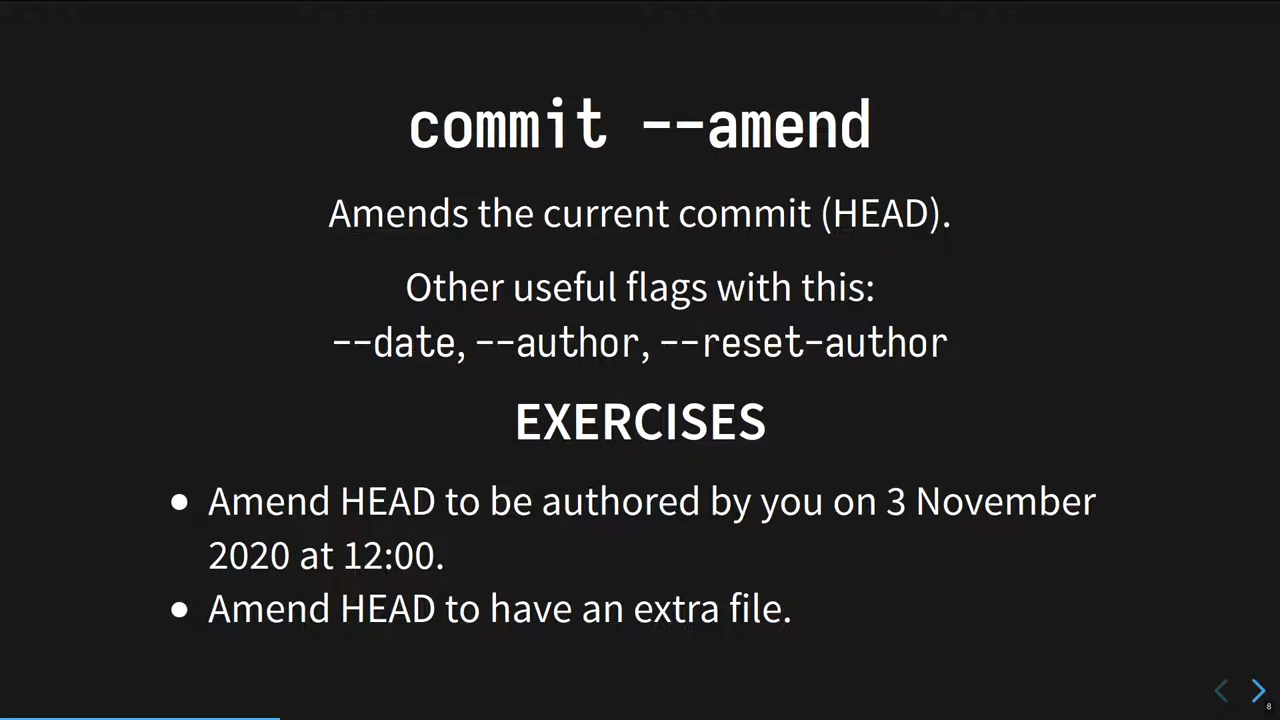 commit --amend
Amends the current commit (HEAD).
Other useful flags with this:
--date, --author, --reset-author
EXERCISES
• Amend HEAD to be authored by you on 3 November
2020 at 12:00.
• Amend HEAD to have an extra file.
8